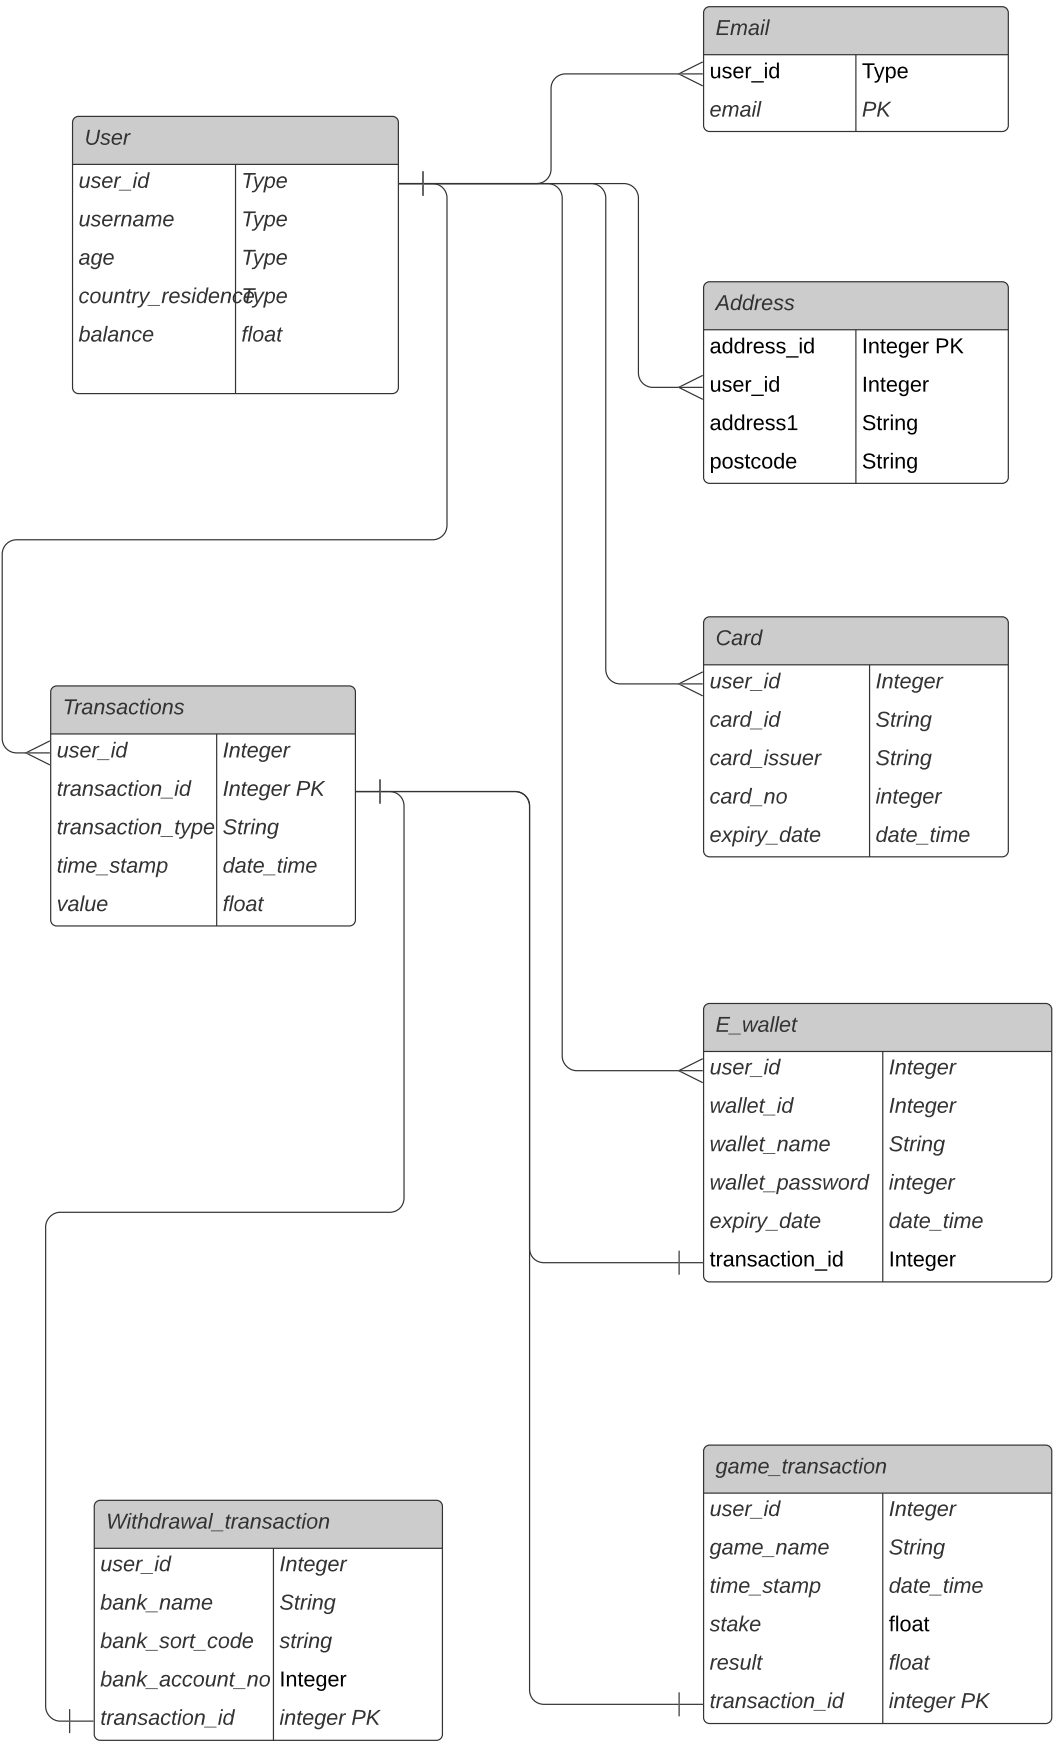 Email
user_id Type
email PK
User
user_id Type
username Type
age Type
country_residence Type
balance float
Address
address_id Integer PK
user_id Integer
address1 String
postcode String
Card
user_id Integer
card_id String
card_issuer String
card_no integer
expiry_date date_time
Transactions
user_id Integer
transaction_id Integer PK
transaction_type String
time_stamp date_time
value float
E_wallet
user_id Integer
wallet_id Integer
wallet_name String
wallet_password integer
expiry_date date_time
transaction_id Integer
game_transaction
user_id Integer
game_name String
time_stamp date_time
stake float
result float
transaction_id integer PK
Withdrawal_transaction
user_id Integer
bank_name String
bank_sort_code string
bank_account_no Integer
transaction_id integer PK